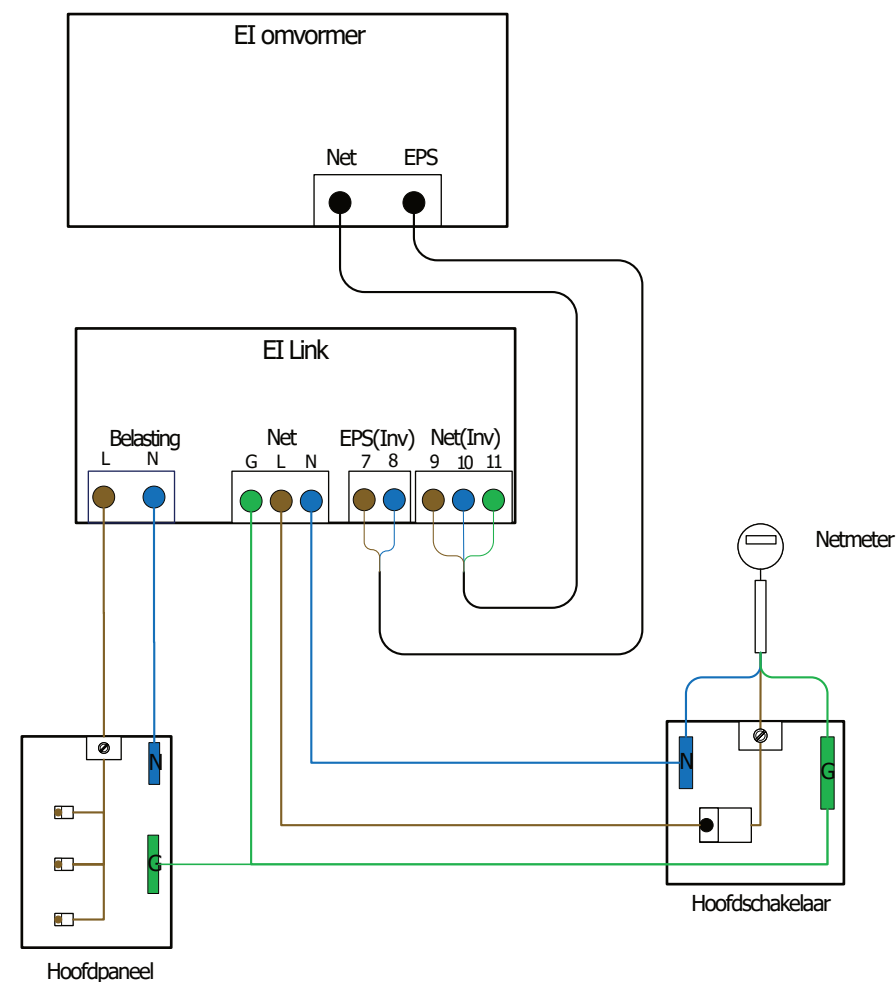 EI omvormer
Net EPS
EI Link
Belasting Net EPS(Inv) Net(Inv)
L N G L N 7 8 9 10 11
Netmeter
N N G
G
Hoofdschakelaar
Hoofdpaneel